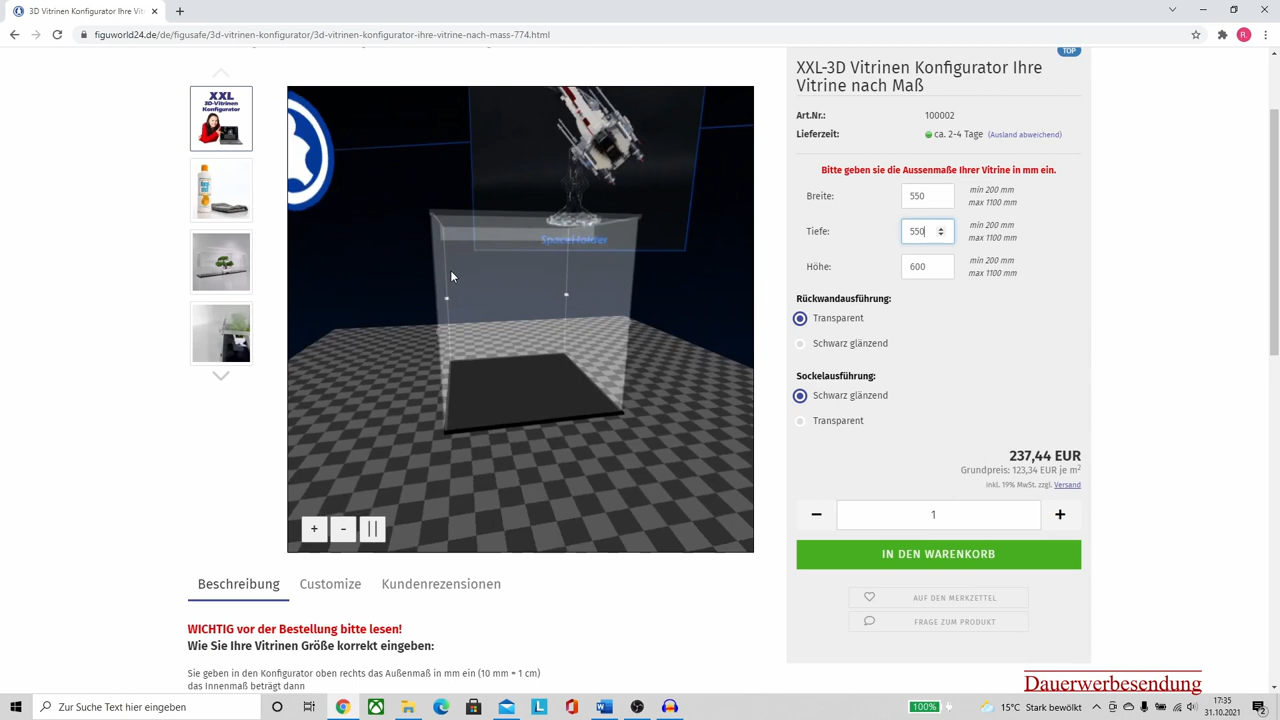 3D Vitrinen Konfigurator Ihre Vit
figuworld24.de/de/figusafe/3d-vitrinen-konfigurator/3d-vitrinen-konfigurator-ihre-vitrine-nach-mass-774.html
R.
TOP
XXL
3D-Vitrinen
Konfigurator
XXL-3D Vitrinen Konfigurator Ihre
Vitrine nach Maß
Art.Nr.: 100002
Lieferzeit: ca. 2-4 Tage (Ausland abweichend)
Bitte geben sie die Aussenmaße Ihrer Vitrine in mm ein.
Breite: 550 min 200 mm
max 1100 mm
Tiefe: 550 min 200 mm
max 1100 mm
Höhe: 600 min 200 mm
max 1100 mm
Rückwandausführung:
Transparent
Schwarz glänzend
Sockelausführung:
Schwarz glänzend
Transparent
237,44 EUR
Grundpreis: 123,34 EUR je m²
inkl. 19% MwSt. zzgl. Versand
− 1 +
IN DEN WARENKORB
AUF DEN MERKZETTEL
FRAGE ZUM PRODUKT
+ - ||
Beschreibung Customize Kundenrezensionen
WICHTIG vor der Bestellung bitte lesen!
Wie Sie Ihre Vitrinen Größe korrekt eingeben:
Sie geben in den Konfigurator oben rechts das Außenmaß in mm ein (10 mm = 1 cm)
das Innenmaß beträgt dann
Dauerwerbesendung
Zur Suche Text hier eingeben
100%
15°C Stark bewölkt
17:35
31.10.2021
2